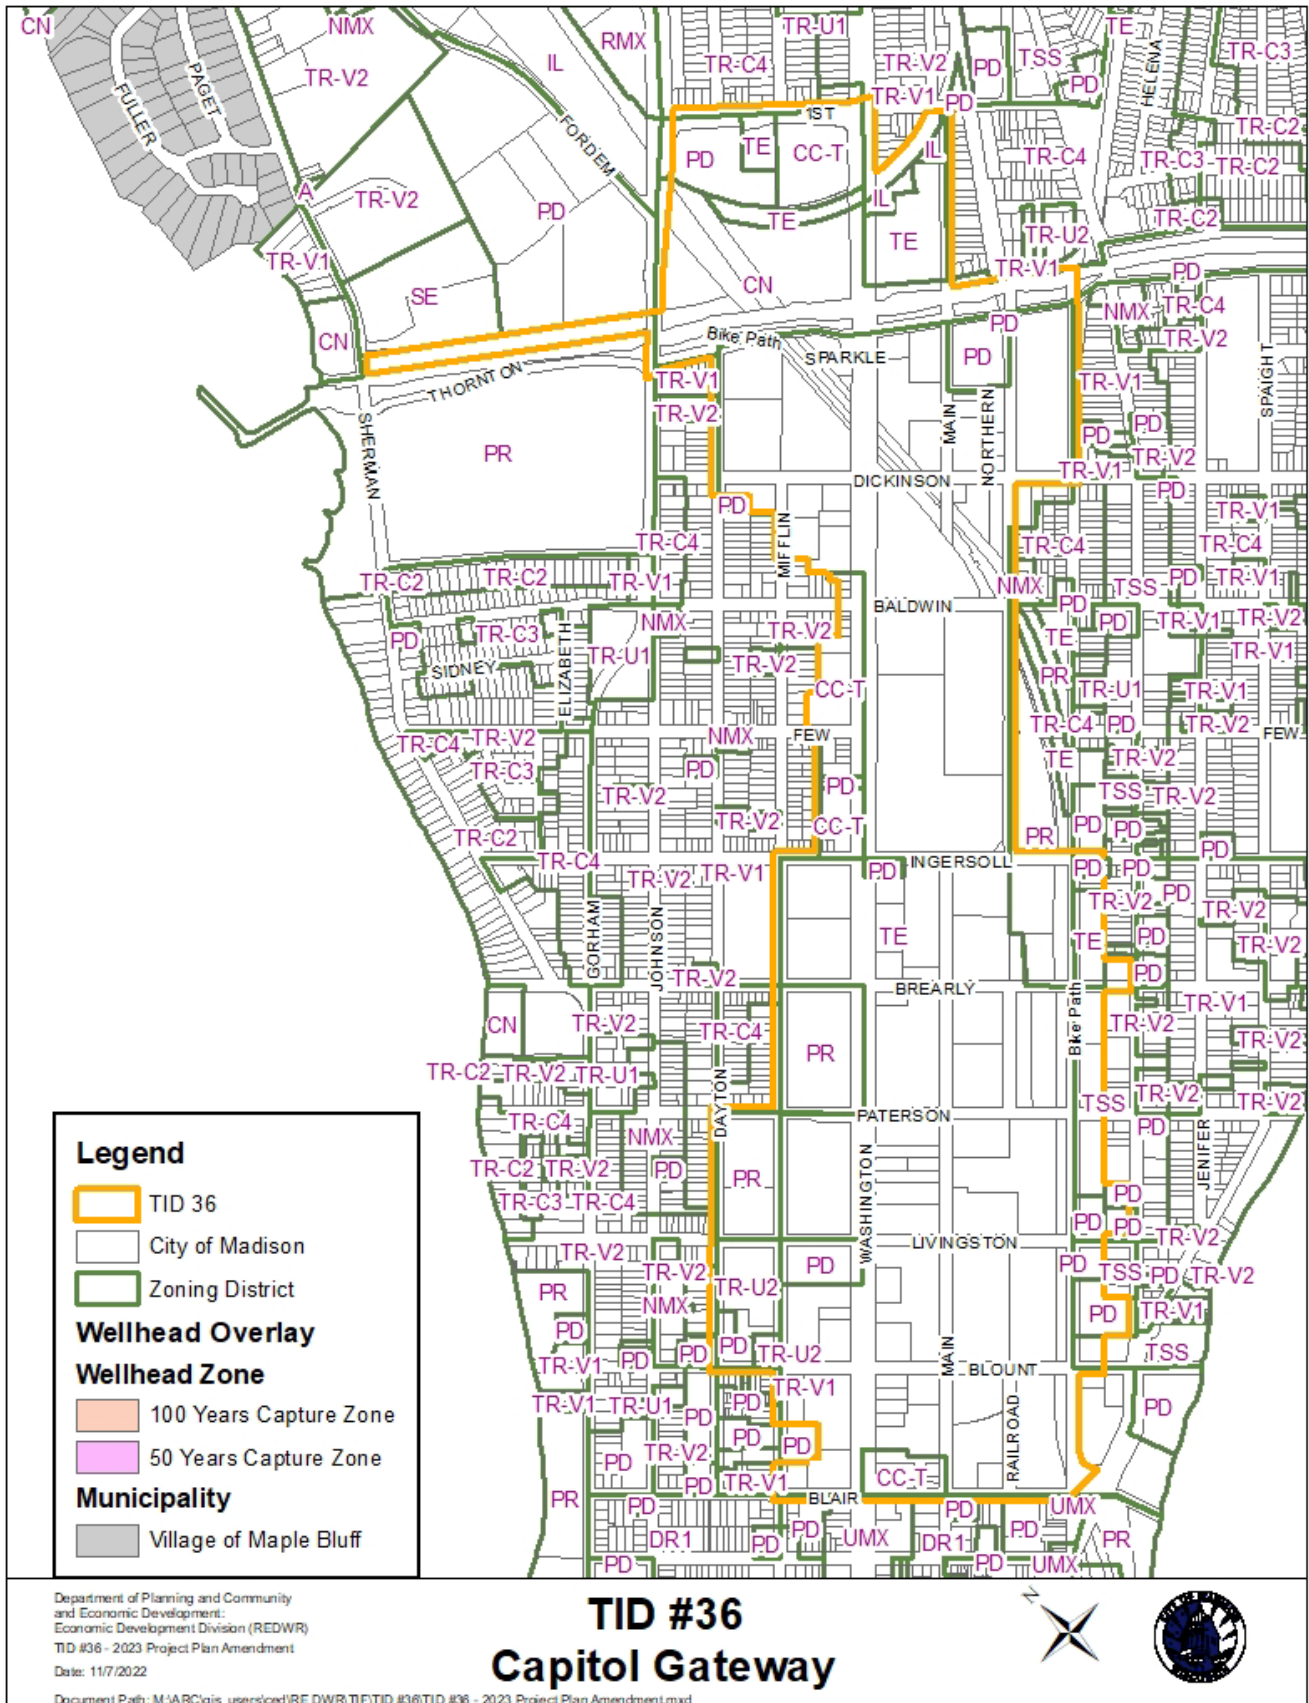 CN
NMX
TR-U1
TE
RMX
TR-C4
IL
TR-V2
PD
TSS
TR-C3
TR-V2
PAGET
FULLER
HELENA
PD
TR-V1
PD
1ST
FORDEM
TE
CC-T
PD
IL
TR-C4
TR-C2
TR-C3
TR-C2
A
TR-V2
PD
IL
TE
TE
TR-C2
TR-U2
TR-V1
SE
CN
TR-V1
PD
CN
Bike Path
SPARKLE
PD
PD
NMX
TR-C4
TR-V2
THORNTON
TR-V1
TR-V1
SPAIGHT
TR-V2
SHERMAN
PR
MAIN
NORTHERN
PD
PD
TR-V2
TR-V1
DICKINSON
PD
PD
TR-V1
MIFFLIN
TR-C4
TR-C4
TR-C4
TR-C2
TR-C2
TR-V1
NMX
TSS
PD
TR-V1
BALDWIN
PD
PD
NMX
TR-V2
TR-V1
TR-V2
PD
TR-C3
SIDNEY
ELIZABETH
TR-U1
TR-V2
TE
TR-V1
PR
CC-T
TR-U1
TR-V1
TR-C4
PD
TR-V2
TR-C4
TR-V2
NMX
FEW
FEW
TR-C3
PD
TE
TR-V2
TR-V2
PD
TSS
TR-V2
TR-C2
TR-V2
CC-T
PR
PD
PD
PD
TR-C4
TR-V2
TR-V1
PD
INGERSOLL
PD
PD
PD
TR-V2
TR-V2
GORHAM
JOHNSON
TE
TE
PD
TR-V2
TR-V2
PD
BREARLY
Bike Path
TR-V1
CN
TR-V2
TR-C4
PR
TR-V2
TR-V2
TR-C2
TR-V2
TR-U1
DAYTON
TSS
TR-V2
TR-V2
PATERSON
TR-C4
NMX
PD
JENIFER
TR-C2
TR-V2
PD
PR
WASHINGTON
TR-C3
TR-C4
PD
PD
PD
LIVINGSTON
TR-V2
TR-V2
TR-V2
PD
PD
TSS
PD
TR-V2
PR
TR-U2
NMX
PD
TR-V1
PD
PD
PD
PD
TR-U2
MAIN
BLOUNT
TSS
TR-V1
TR-V1
TR-V1
TR-U1
PD
PD
RAILROAD
PD
PD
TR-V2
PD
PD
TR-V1
CC-T
PD
PR
PD
BLAIR
PD
UMX
DR1
PD
PD
UMX
DR1
PD
PR
PD
PD
UMX
Legend
TID 36
City of Madison
Zoning District
Wellhead Overlay
Wellhead Zone
100 Years Capture Zone
50 Years Capture Zone
Municipality
Village of Maple Bluff
Department of Planning and Community
and Economic Development:
Economic Development Division (REDWR)
TID #36 - 2023 Project Plan Amendment
Date: 11/7/2022
Document Path: M:\ARC\gis_users\ced\REDWR\TIF\TID #36\TID #36 - 2023 Project Plan Amendment.mxd
TID #36
Capitol Gateway
N